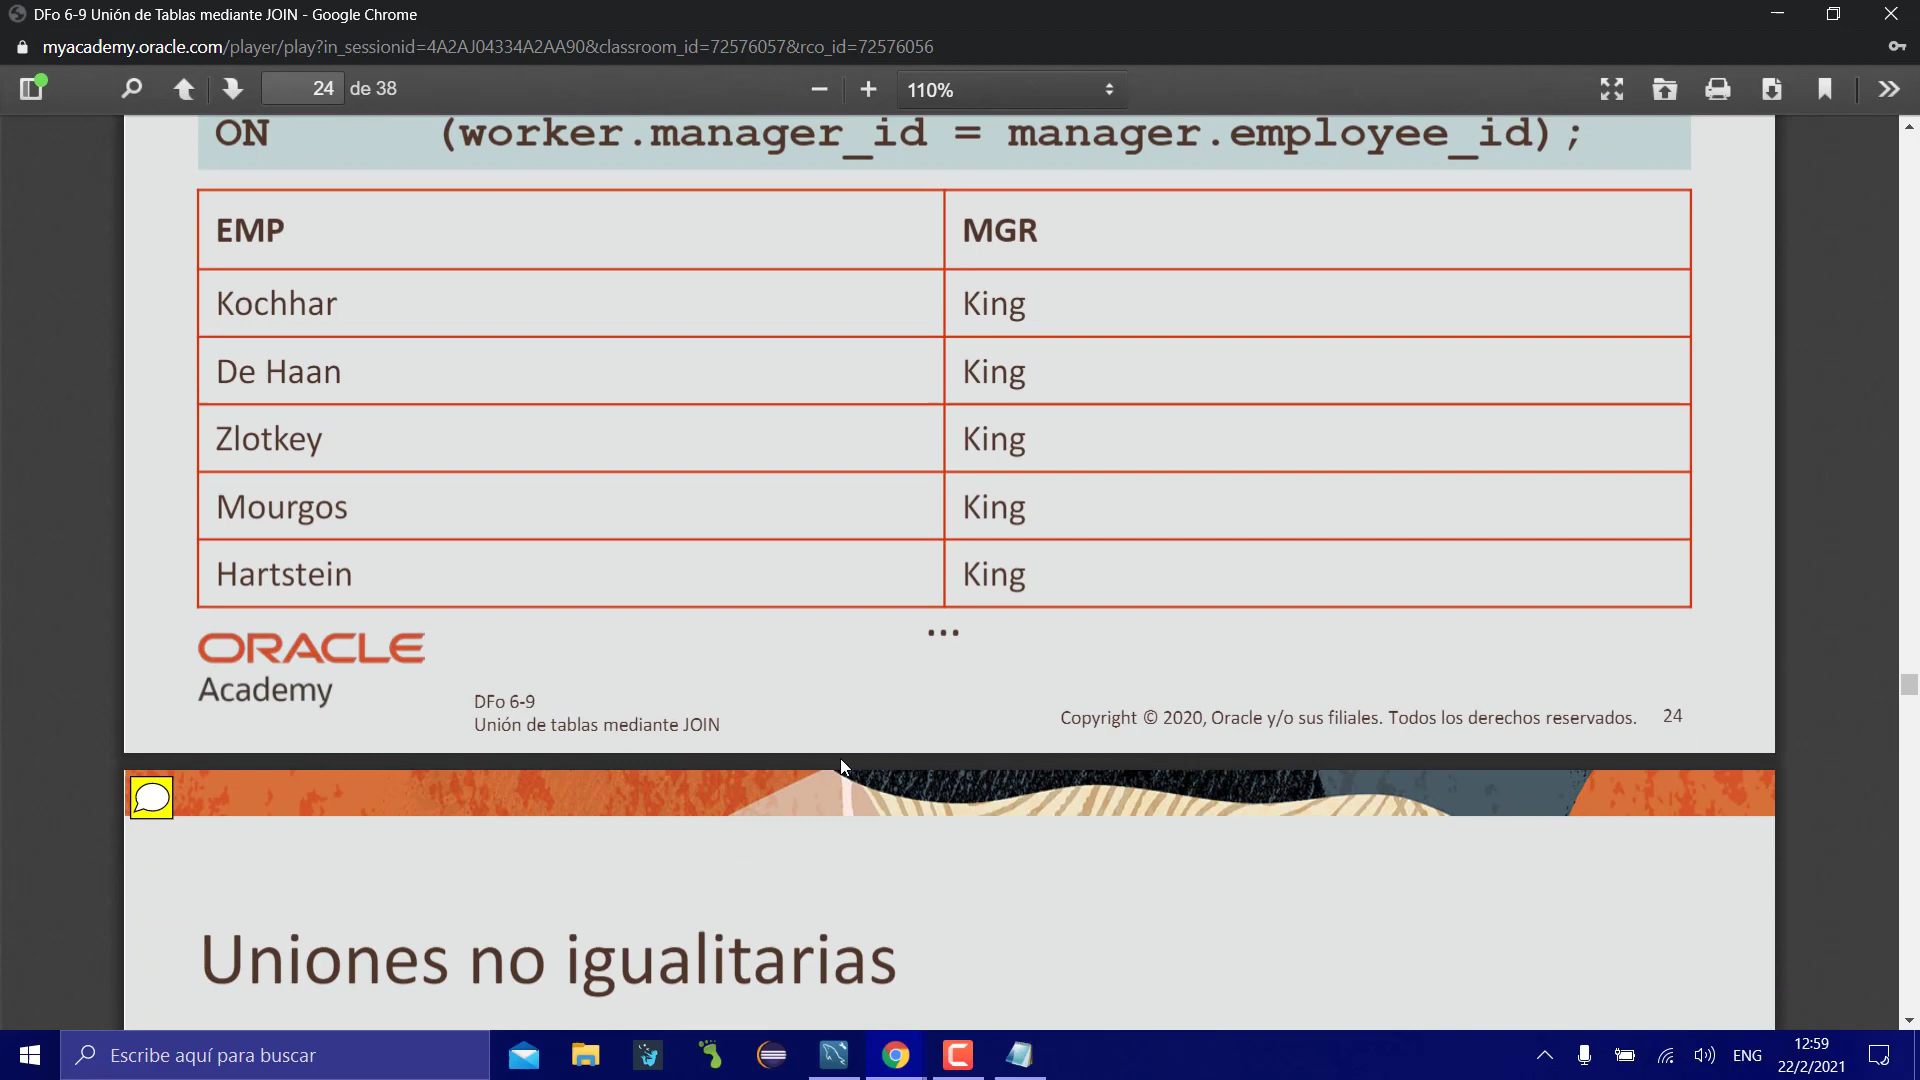 DFo 6-9 Unión de Tablas mediante JOIN - Google Chrome
myacademy.oracle.com/player/play?in_sessionid=4A2AJ04334A2AA90&classroom_id=72576057&rco_id=72576056
24 de 38
110%
ON (worker.manager_id = manager.employee_id);
EMP MGR
Kochhar King
De Haan King
Zlotkey King
Mourgos King
Hartstein King
...
ORACLE
Academy
DFo 6-9
Unión de tablas mediante JOIN
Copyright © 2020, Oracle y/o sus filiales. Todos los derechos reservados. 24
Uniones no igualitarias
Escribe aquí para buscar
ENG
12:59
22/2/2021